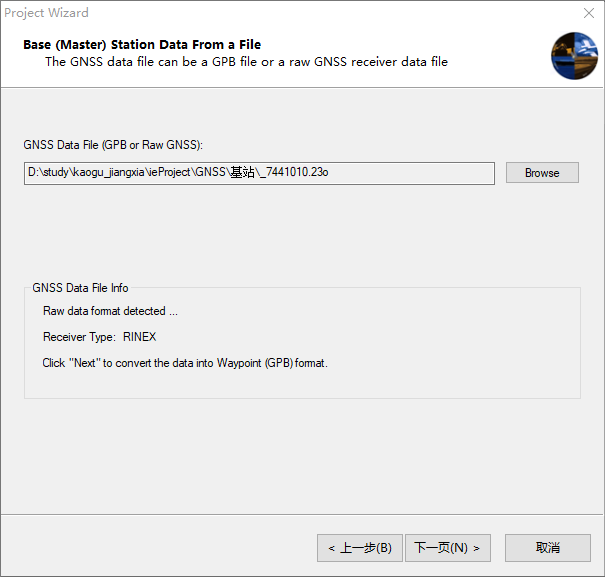 Project Wizard
Base (Master) Station Data From a File
The GNSS data file can be a GPB file or a raw GNSS receiver data file
GNSS Data File (GPB or Raw GNSS):
D:\study\kaogu_jiangxia\ieProject\GNSS\基站\_7441010.23o
Browse
GNSS Data File Info
Raw data format detected ...
Receiver Type: RINEX
Click "Next" to convert the data into Waypoint (GPB) format.
< 上一步(B)
下一页(N) >
取消